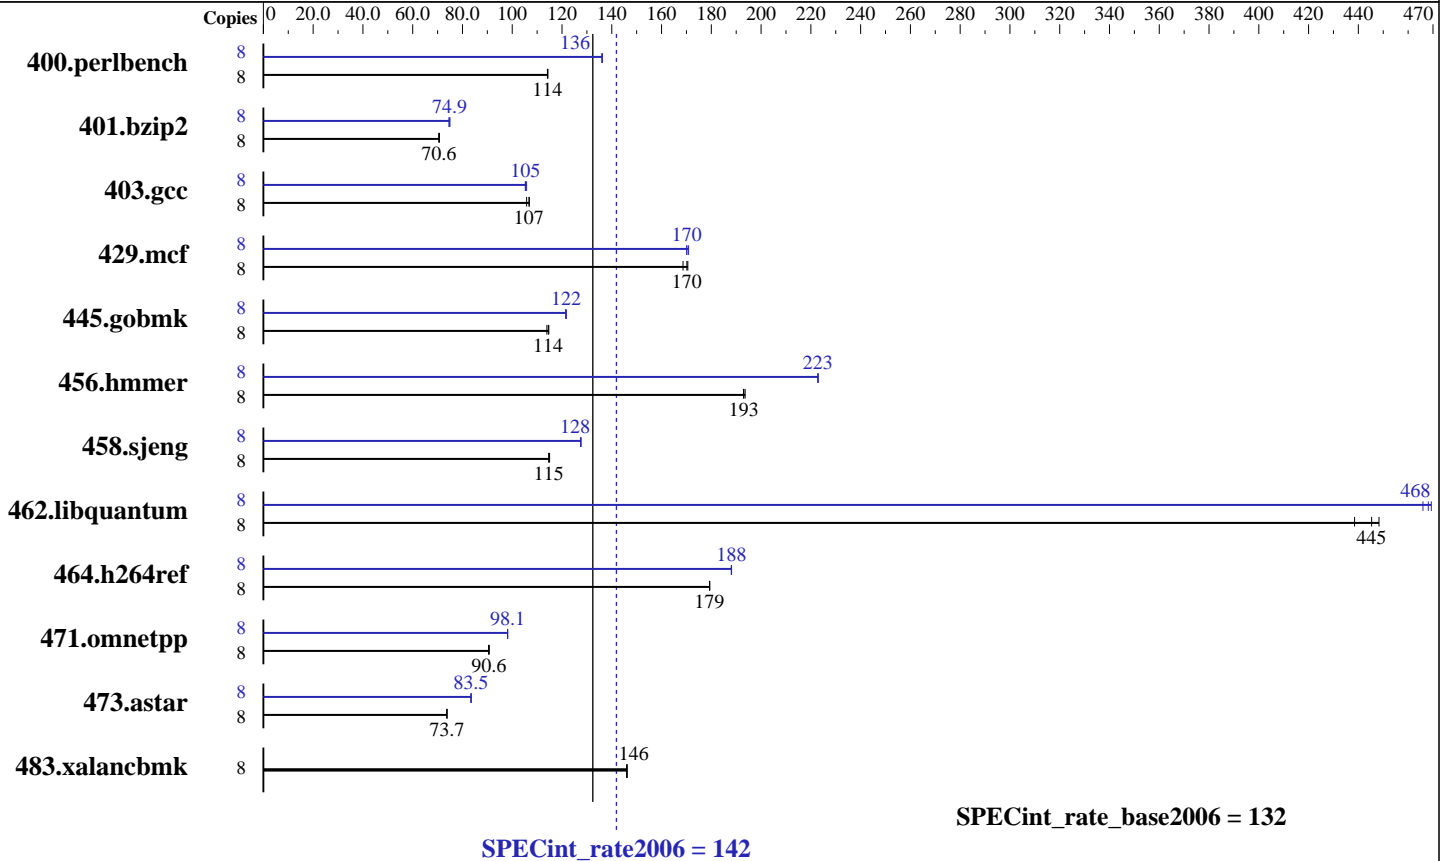 Copies 0 20.0 40.0 60.0 80.0 100 120 140 160 180 200 220 240 260 280 300 320 340 360 380 400 420 440 470
400.perlbench 8 136
8 114
401.bzip2 8 74.9
8 70.6
403.gcc 8 105
8 107
429.mcf 8 170
8 170
445.gobmk 8 122
8 114
456.hmmer 8 223
8 193
458.sjeng 8 128
8 115
462.libquantum 8 468
8 445
464.h264ref 8 188
8 179
471.omnetpp 8 98.1
8 90.6
473.astar 8 83.5
8 73.7
483.xalancbmk 8 146
SPECint_rate_base2006 = 132
SPECint_rate2006 = 142